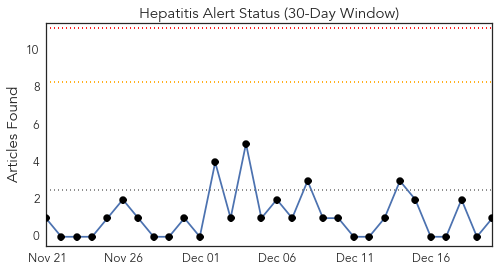 Hepatitis Alert Status (30-Day Window)
Articles Found
10
8
6
4
2
0
Nov 21 Nov 26 Dec 01 Dec 06 Dec 11 Dec 16